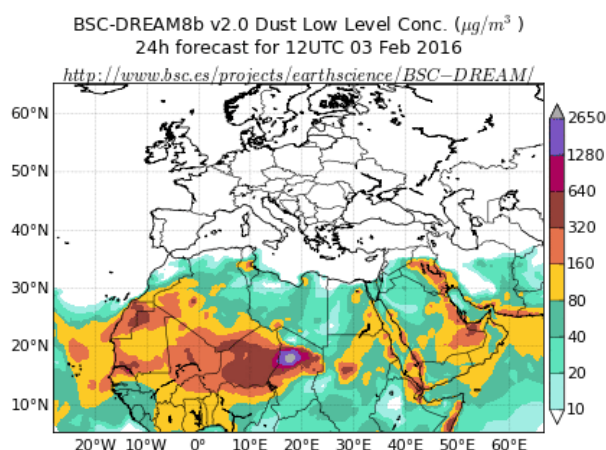 BSC-DREAM8b v2.0 Dust Low Level Conc. (μg/m³ )
24h forecast for 12UTC 03 Feb 2016
http://www.bsc.es/projects/earthscience/BSC−DREAM/
60°N
50°N
40°N
30°N
20°N
10°N
20°W
10°W
0°
10°E
20°E
30°E
40°E
50°E
60°E
2650
1280
640
320
160
80
40
20
10